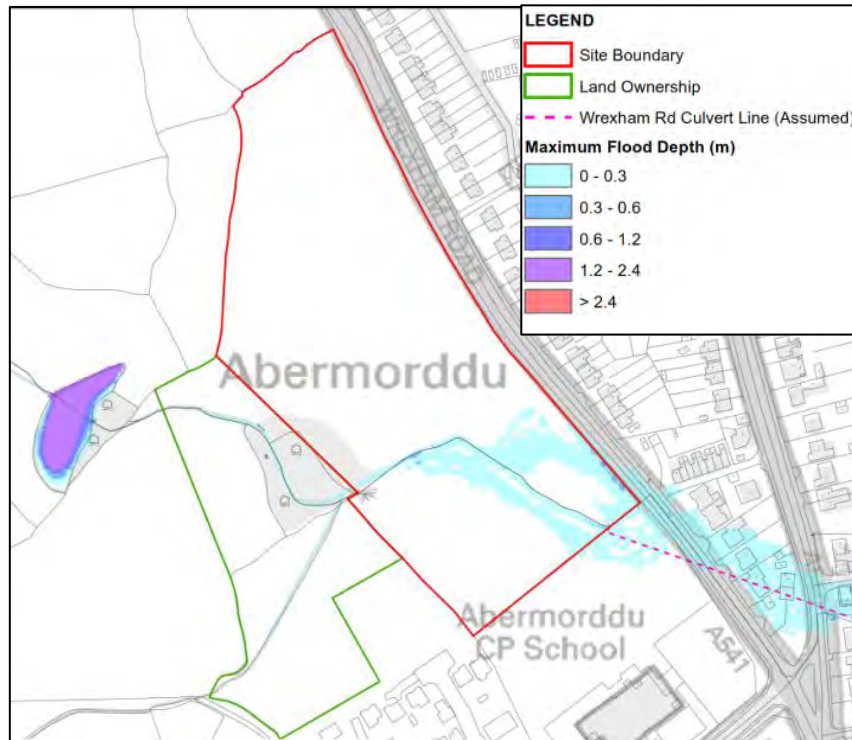 LEGEND
Site Boundary
Land Ownership
Wrexham Rd Culvert Line (Assumed)
Maximum Flood Depth (m)
0 - 0.3
0.3 - 0.6
0.6 - 1.2
1.2 - 2.4
> 2.4
WREXHAM ROAD
Abermorddu
Abermorddu
CP School
A541